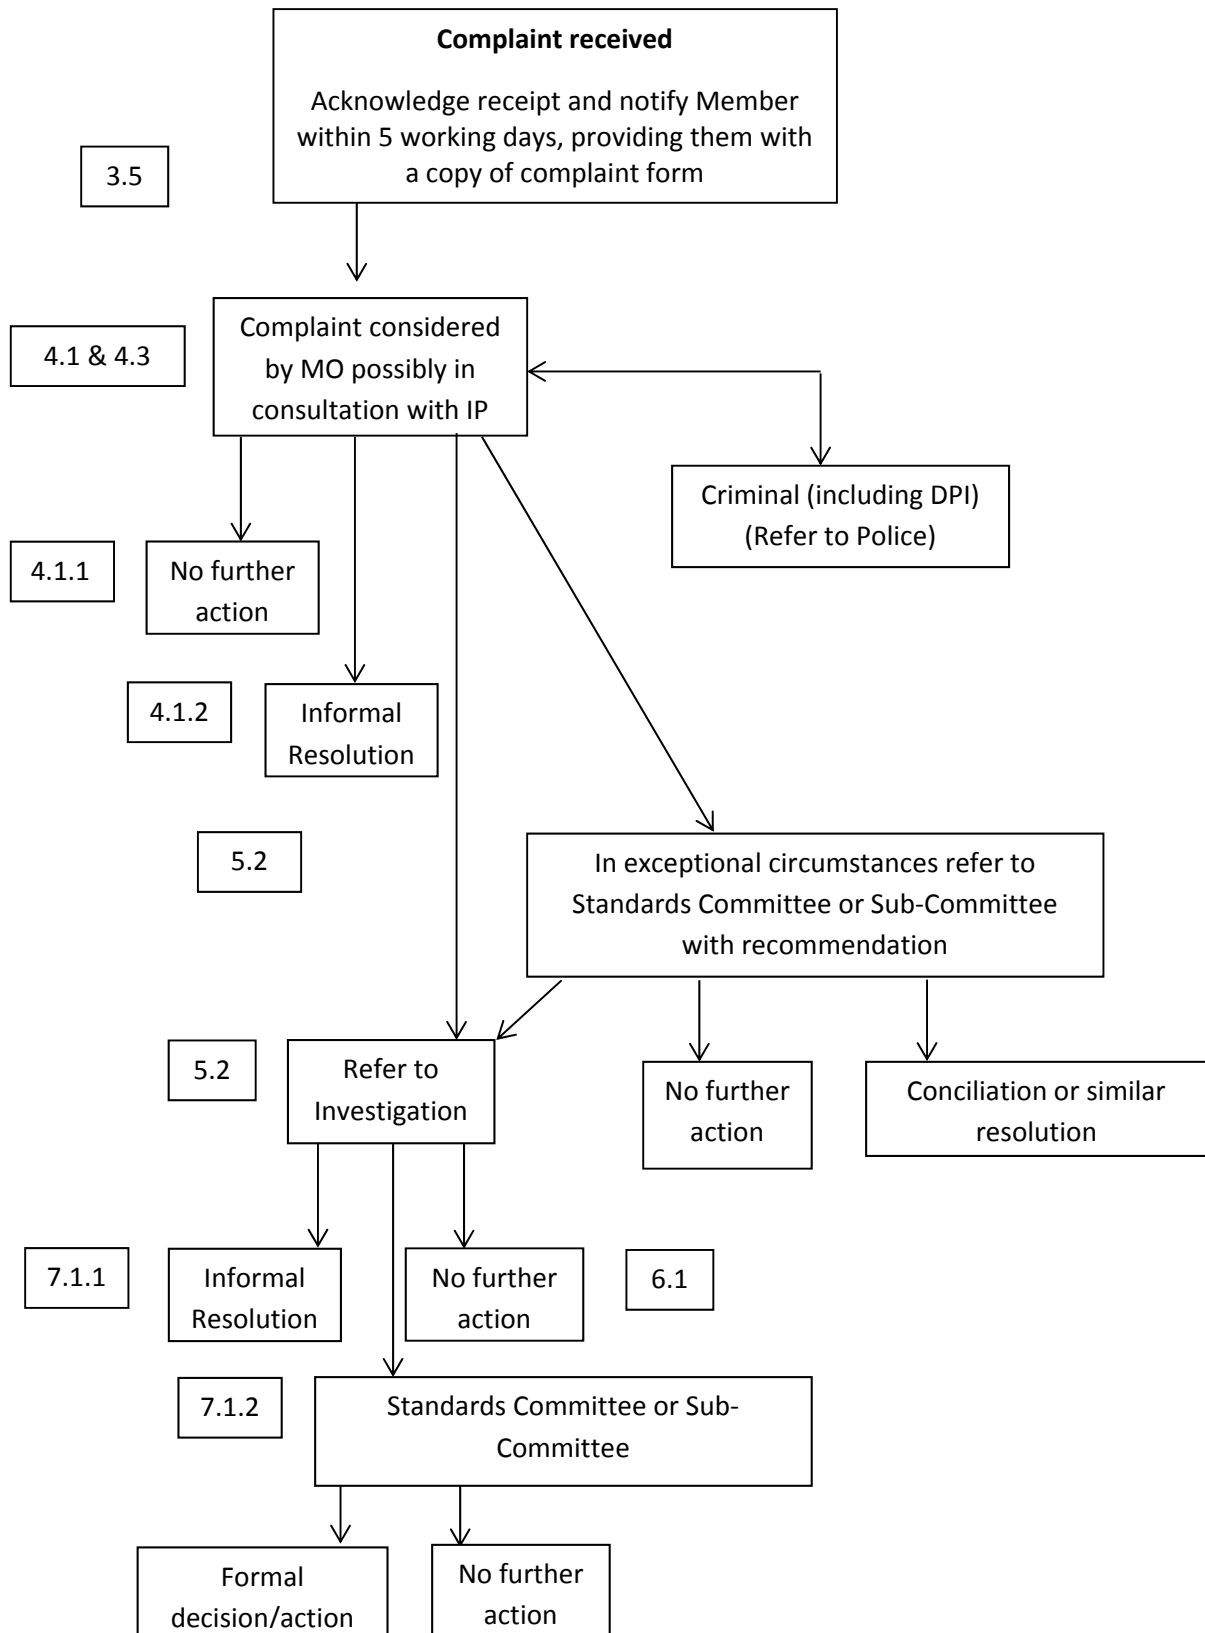 Complaint received
Acknowledge receipt and notify Member
within 5 working days, providing them with
a copy of complaint form
3.5
4.1 & 4.3
Complaint considered
by MO possibly in
consultation with IP
Criminal (including DPI)
(Refer to Police)
4.1.1
No further
action
4.1.2
Informal
Resolution
5.2
In exceptional circumstances refer to
Standards Committee or Sub-Committee
with recommendation
5.2
Refer to
Investigation
No further
action
Conciliation or similar
resolution
7.1.1
Informal
Resolution
No further
action
6.1
7.1.2
Standards Committee or Sub-
Committee
Formal
decision/action
No further
action